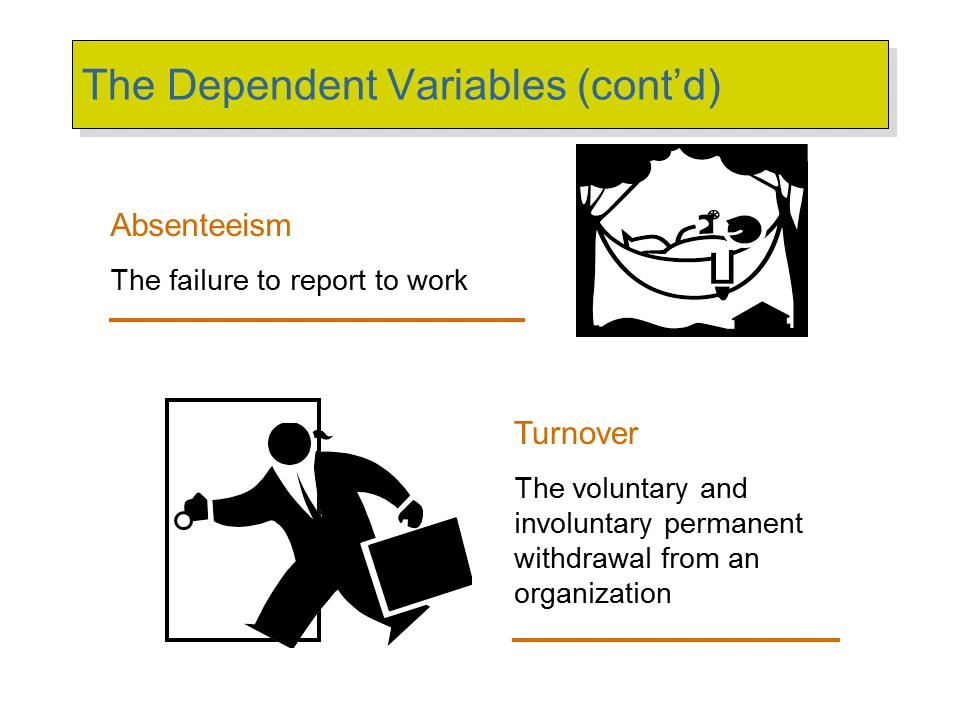 The Dependent Variables (cont’d)
Absenteeism
The failure to report to work
Turnover
The voluntary and
involuntary permanent
withdrawal from an
organization